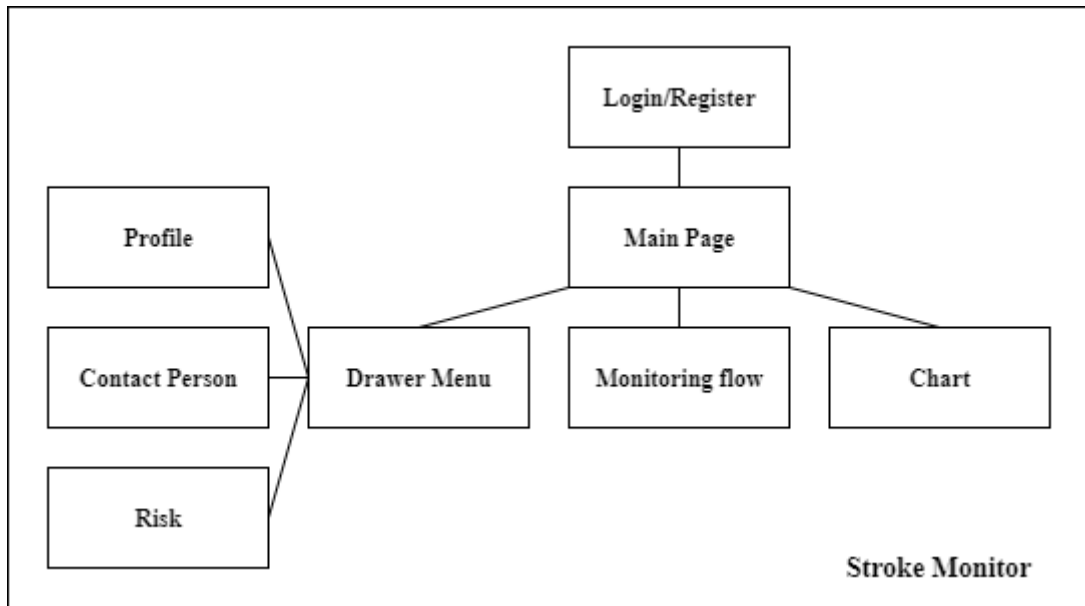 Login/Register
Profile
Main Page
Contact Person
Drawer Menu
Monitoring flow
Chart
Risk
Stroke Monitor